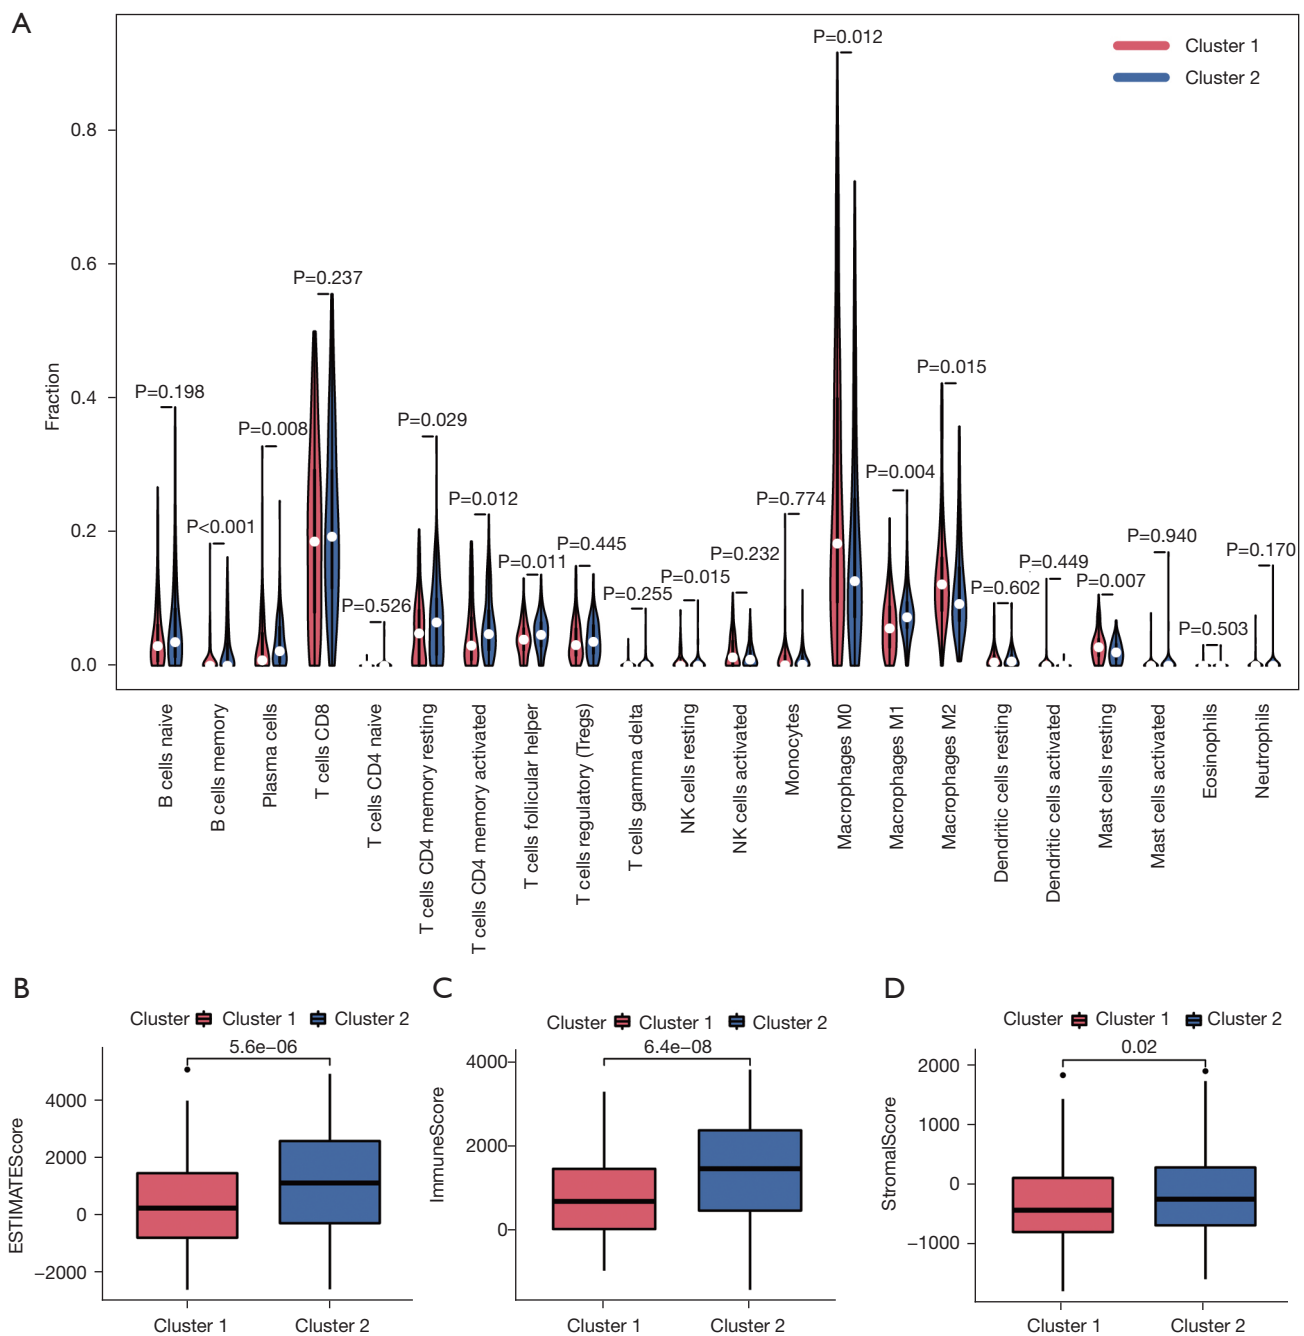 A
P=0.012
Cluster 1
Cluster 2
0.8
0.6
0.4
0.2
0.0
Fraction
P=0.198
P<0.001
P=0.008
P=0.237
P=0.526
P=0.029
P=0.012
P=0.011
P=0.445
P=0.255
P=0.015
P=0.232
P=0.774
P=0.004
P=0.015
P=0.602
P=0.449
P=0.007
P=0.940
P=0.503
P=0.170
B cells naive
B cells memory
Plasma cells
T cells CD8
T cells CD4 naive
T cells CD4 memory resting
T cells CD4 memory activated
T cells follicular helper
T cells regulatory (Tregs)
T cells gamma delta
NK cells resting
NK cells activated
Monocytes
Macrophages M0
Macrophages M1
Macrophages M2
Dendritic cells resting
Dendritic cells activated
Mast cells resting
Mast cells activated
Eosinophils
Neutrophils
B
Cluster Cluster 1 Cluster 2
5.6e−06
4000
2000
0
−2000
ESTIMATEScore
Cluster 1
Cluster 2
C
Cluster Cluster 1 Cluster 2
6.4e−08
4000
2000
0
ImmuneScore
Cluster 1
Cluster 2
D
Cluster Cluster 1 Cluster 2
0.02
2000
1000
0
−1000
StromalScore
Cluster 1
Cluster 2